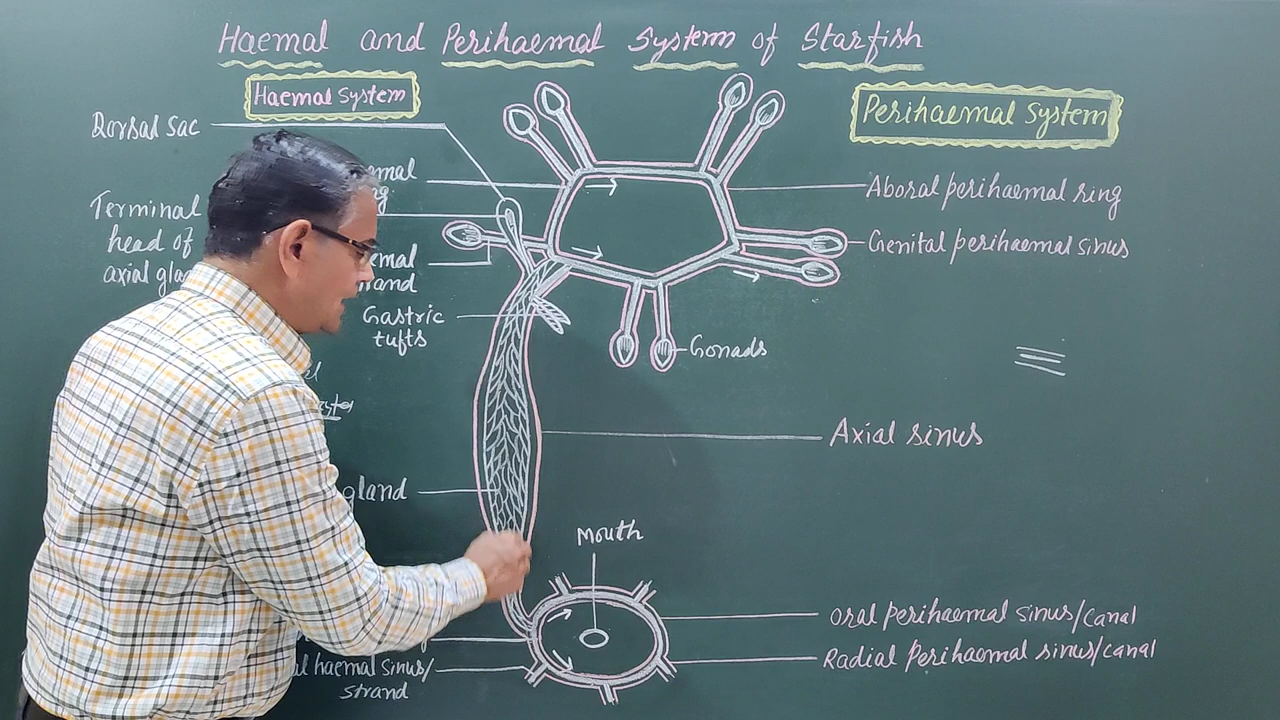 Haemal and Perihaemal System of Starfish
Haemal System
Perihaemal System
Dorsal Sac
Terminal
head of
axial
Gastric
tufts
gland
haemal sinus/
strand
Aboral perihaemal ring
Genital perihaemal sinus
Gonads
Axial sinus
Mouth
Oral perihaemal sinus/canal
Radial Perihaemal sinus/canal